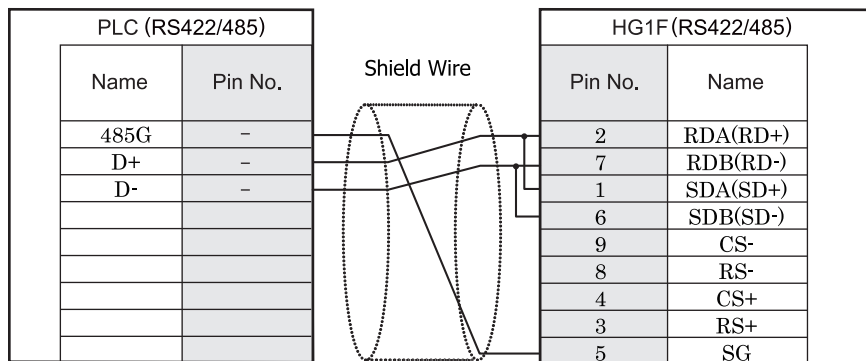 PLC (RS422/485)
Name Pin No.
485G –
D+ –
D- –
Shield Wire
HG1F(RS422/485)
Pin No. Name
2 RDA(RD+)
7 RDB(RD-)
1 SDA(SD+)
6 SDB(SD-)
9 CS-
8 RS-
4 CS+
3 RS+
5 SG